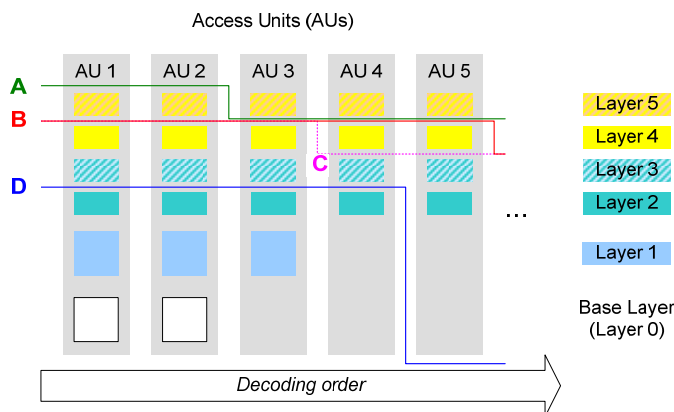 Access Units (AUs)
AU 1 AU 2 AU 3 AU 4 AU 5
A
B
C
D
Layer 5
Layer 4
Layer 3
Layer 2
...
Layer 1
Base Layer
(Layer 0)
Decoding order